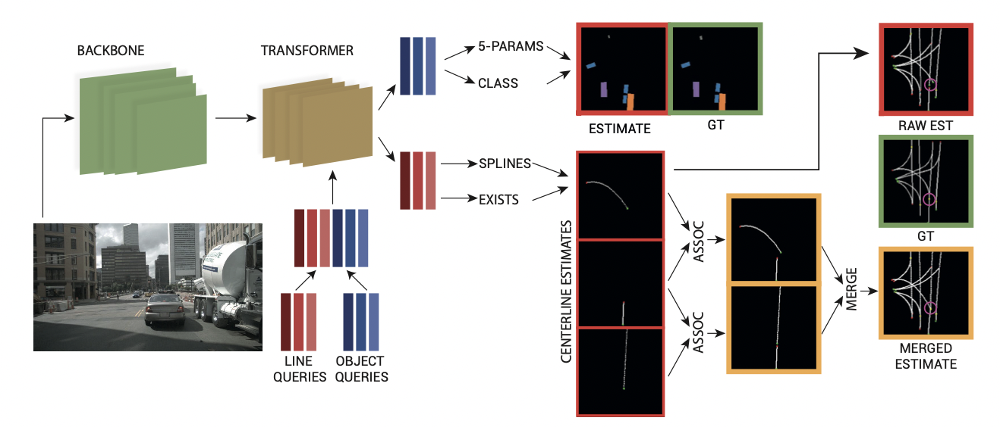 BACKBONE
TRANSFORMER
5-PARAMS
CLASS
ESTIMATE
GT
RAW EST
SPLINES
EXISTS
CENTERLINE ESTIMATES
ASSOC
ASSOC
MERGE
GT
MERGED
ESTIMATE
LINE
QUERIES
OBJECT
QUERIES